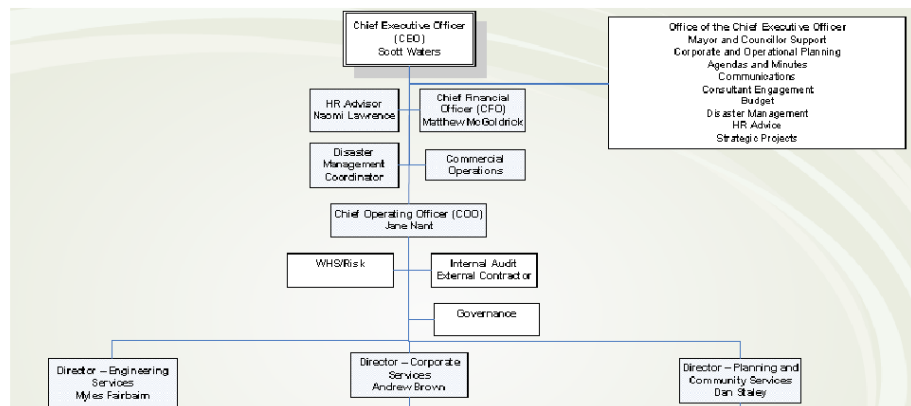 Chief Executive Officer
(CEO)
Scott Waters
Office of the Chief Executive Officer
Mayor and Councillor Support
Corporate and Operational Planning
Agendas and Minutes
Communications
Consultant Engagement
Budget
Disaster Management
HR Advice
Strategic Projects
HR Advisor
Naomi Lawrence
Chief Financial
Officer (CFO)
Matthew McGoldrick
Disaster
Management
Coordinator
Commercial
Operations
Chief Operating Officer (COO)
Jane Nant
WHS/Risk
Internal Audit
External Contractor
Governance
Director – Engineering
Services
Myles Fairbairn
Director – Corporate
Services
Andrew Brown
Director – Planning and
Community Services
Dan Staley